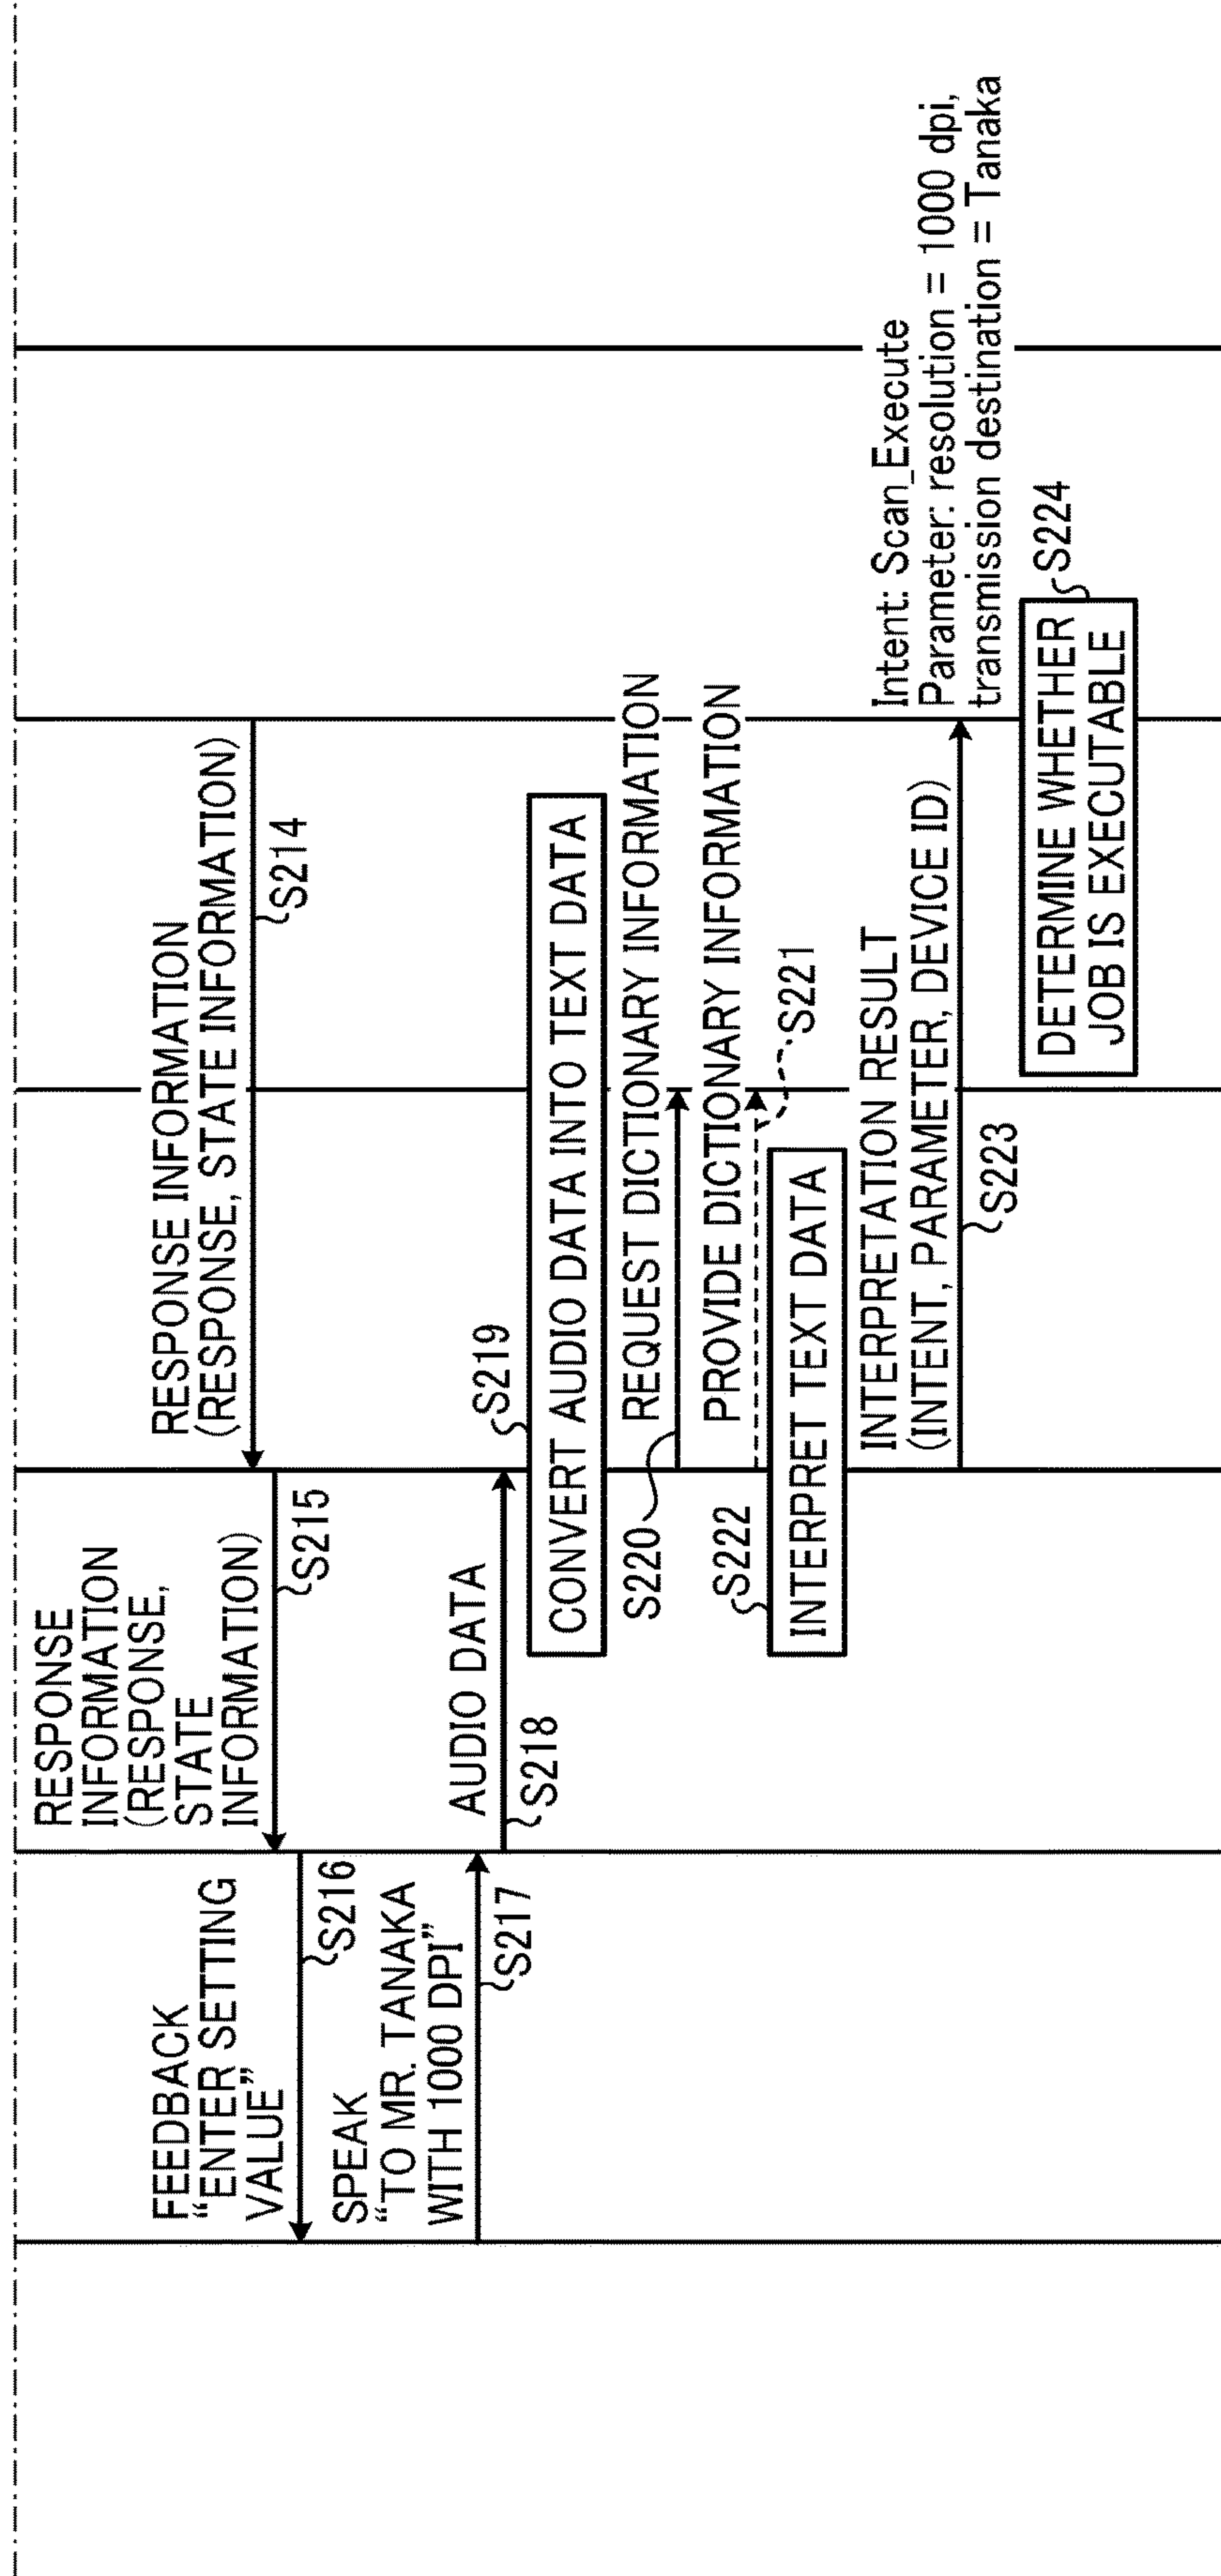 RESPONSE INFORMATION
(RESPONSE, STATE INFORMATION)
S214
RESPONSE
INFORMATION
(RESPONSE,
STATE
INFORMATION)
S215
FEEDBACK
“ENTER SETTING
VALUE”
S216
SPEAK
“TO MR. TANAKA
WITH 1000 DPI”
S217
AUDIO DATA
S218
S219
CONVERT AUDIO DATA INTO TEXT DATA
REQUEST DICTIONARY INFORMATION
S220
PROVIDE DICTIONARY INFORMATION
S221
S222
INTERPRET TEXT DATA
INTERPRETATION RESULT
(INTENT, PARAMETER, DEVICE ID)
S223
Intent: Scan_Execute
Parameter: resolution = 1000 dpi,
transmission destination = Tanaka
DETERMINE WHETHER
JOB IS EXECUTABLE
S224